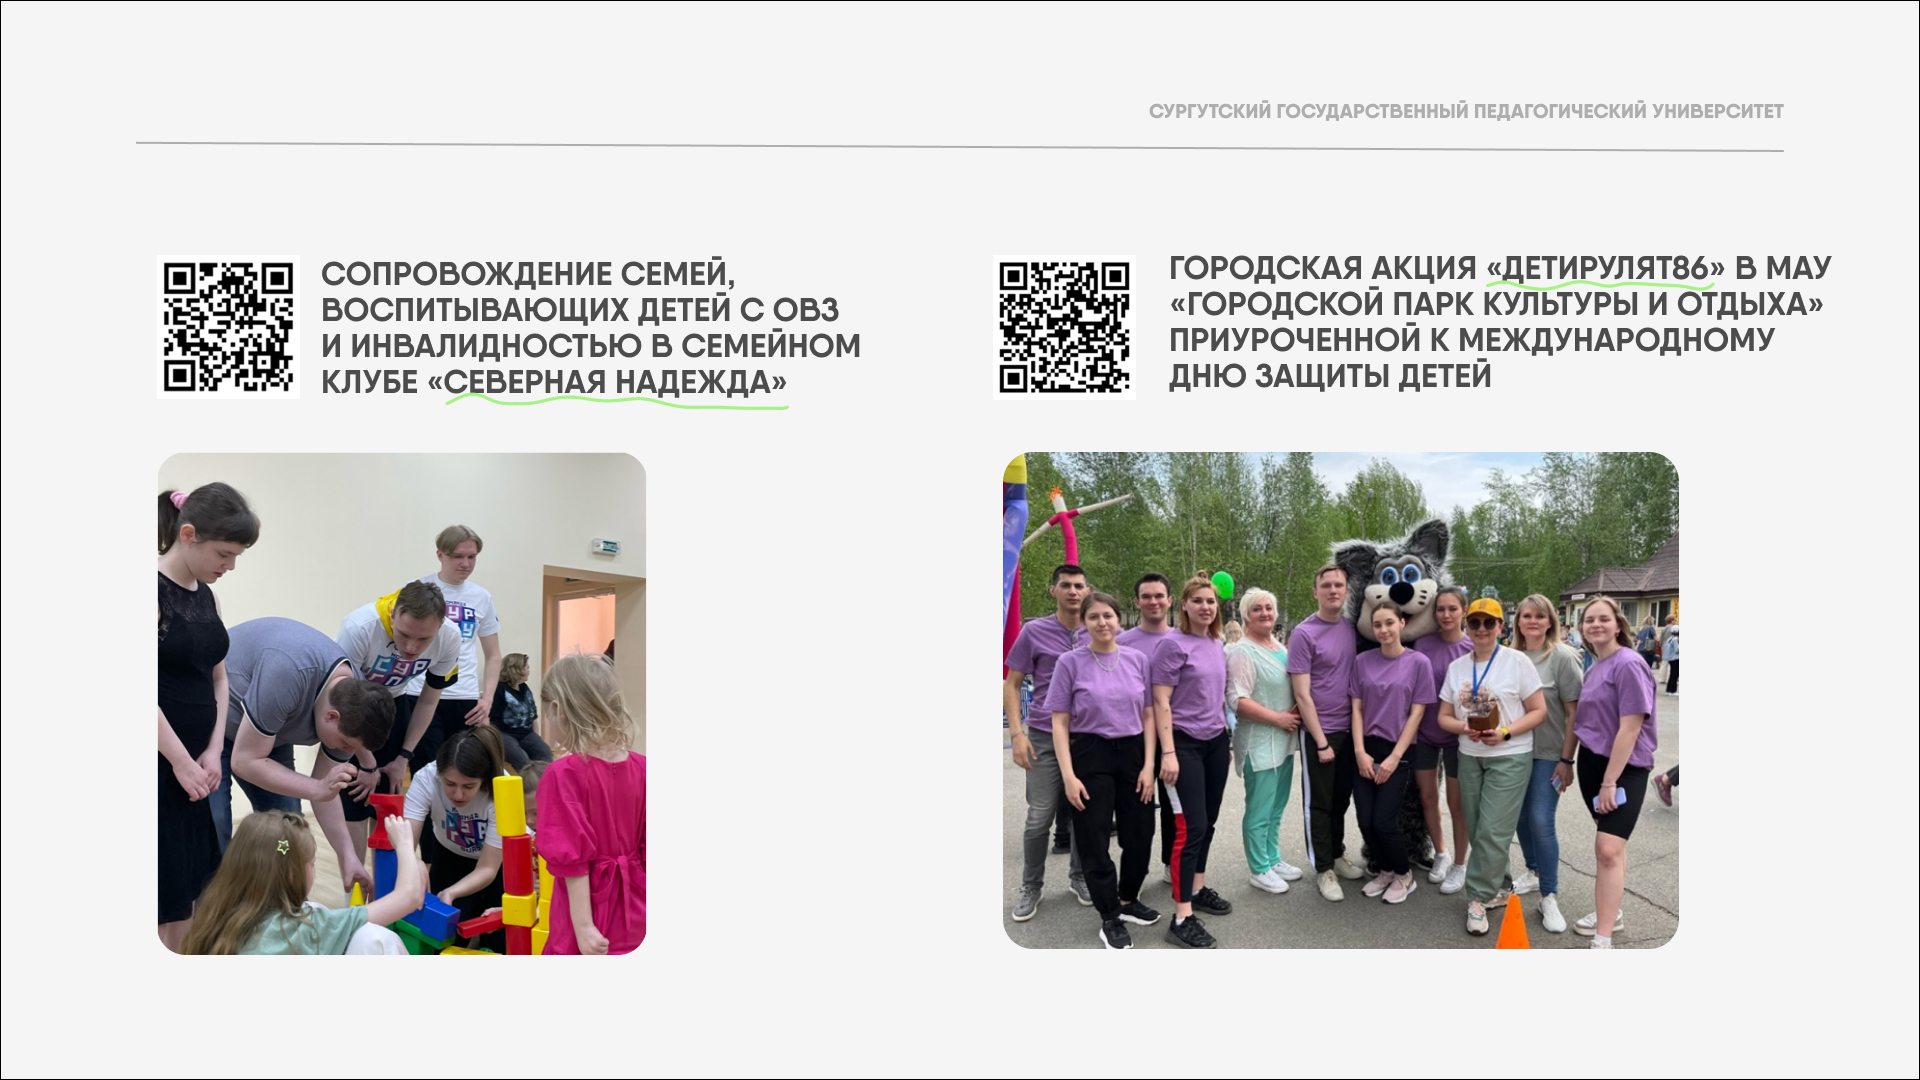 СУРГУТСКИЙ ГОСУДАРСТВЕННЫЙ ПЕДАГОГИЧЕСКИЙ УНИВЕРСИТЕТ
СОПРОВОЖДЕНИЕ СЕМЕЙ,
ВОСПИТЫВАЮЩИХ ДЕТЕЙ С ОВЗ
И ИНВАЛИДНОСТЬЮ В СЕМЕЙНОМ
КЛУБЕ «СЕВЕРНАЯ НАДЕЖДА»
ГОРОДСКАЯ АКЦИЯ «ДЕТИРУЛЯТ86» В МАУ
«ГОРОДСКОЙ ПАРК КУЛЬТУРЫ И ОТДЫХА»
ПРИУРОЧЕННОЙ К МЕЖДУНАРОДНОМУ
ДНЮ ЗАЩИТЫ ДЕТЕЙ